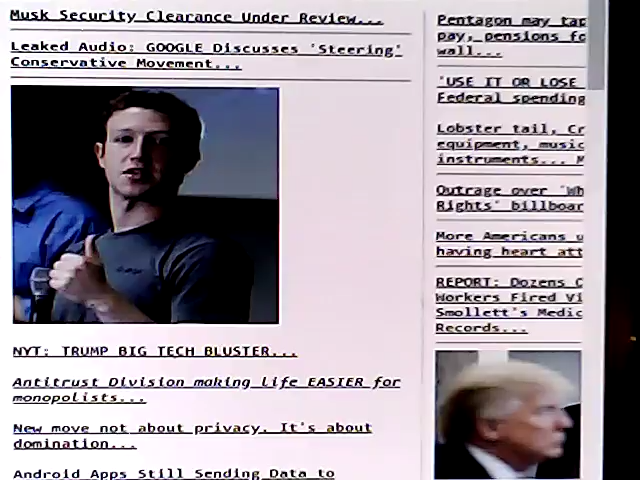 Musk Security Clearance Under Review...
Leaked Audio: GOOGLE Discusses 'Steering'
Conservative Movement...
NYT: TRUMP BIG TECH BLUSTER...
Antitrust Division making life EASIER for
monopolists...
New move not about privacy. It's about
domination...
Android Apps Still Sending Data to
Pentagon may tap
pay, pensions fo
wall...
'USE IT OR LOSE
Federal spending
Lobster tail, Cr
equipment, music
instruments... M
Outrage over 'Wh
Rights' billboar
More Americans u
having heart att
REPORT: Dozens O
Workers Fired Vi
Smollett's Medic
Records...